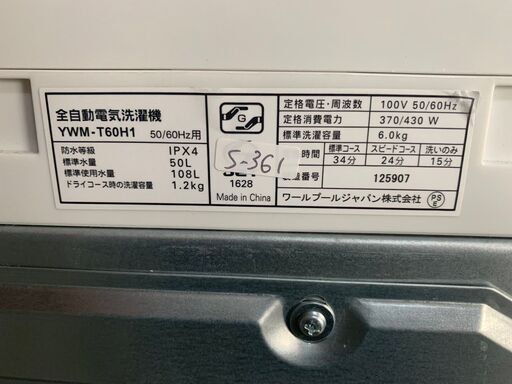 全自動電気洗濯機
YWM-T60H1 50/60Hz用
防水等級 IPX4
標準水量 50L
標準使用水量 108L
ドライコース時の洗濯容量 1.2kg
G
S-361
1628
Made in China
定格電圧・周波数 100V 50/60Hz
定格消費電力 370/430 W
容量 6.0kg
時間 標準コース スピードコース 洗いのみ
34分 24分 15分
番号 125907
ワールプールジャパン株式会社
PS
E